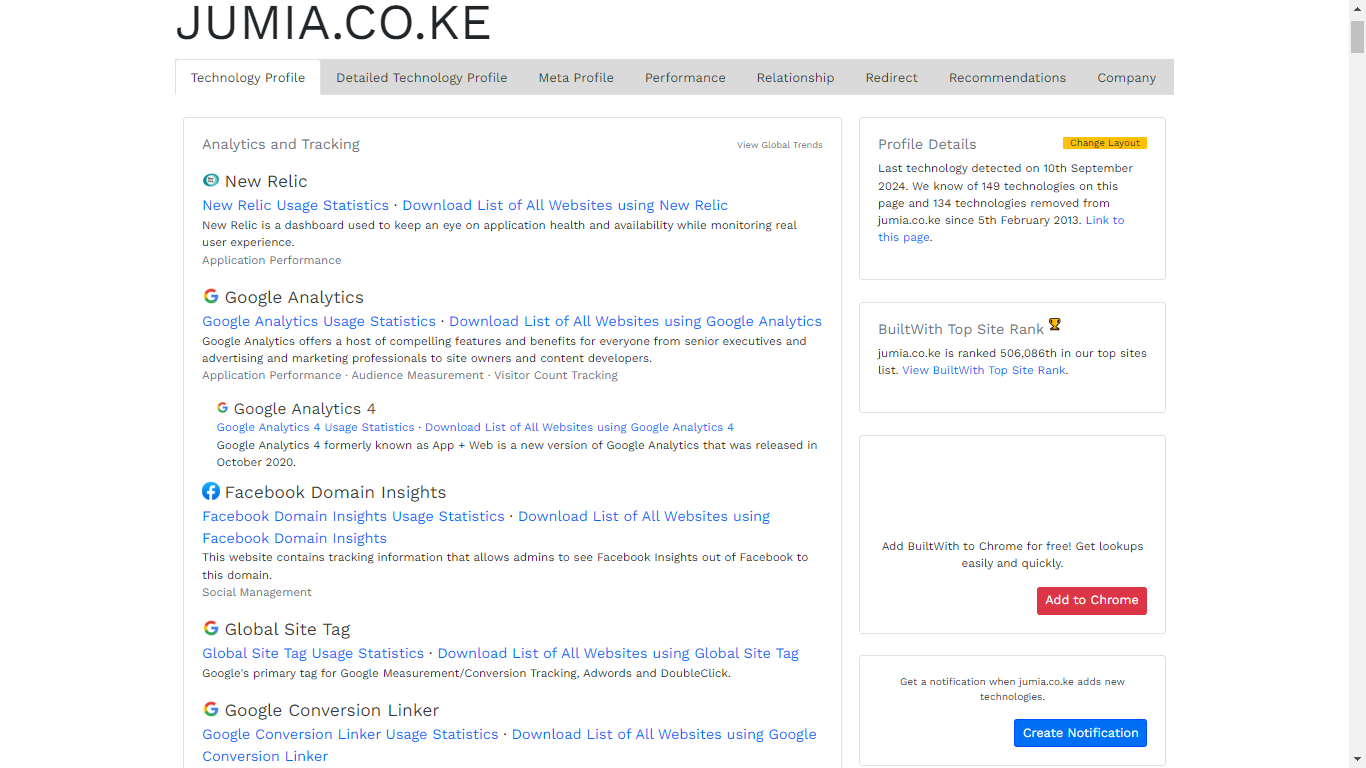 JUMIA.CO.KE
Technology Profile
Detailed Technology Profile
Meta Profile
Performance
Relationship
Redirect
Recommendations
Company
Analytics and Tracking
View Global Trends
New Relic
New Relic Usage Statistics · Download List of All Websites using New Relic
New Relic is a dashboard used to keep an eye on application health and availability while monitoring real
user experience.
Application Performance
Google Analytics
Google Analytics Usage Statistics · Download List of All Websites using Google Analytics
Google Analytics offers a host of compelling features and benefits for everyone from senior executives and
advertising and marketing professionals to site owners and content developers.
Application Performance · Audience Measurement · Visitor Count Tracking
Google Analytics 4
Google Analytics 4 Usage Statistics · Download List of All Websites using Google Analytics 4
Google Analytics 4 formerly known as App + Web is a new version of Google Analytics that was released in
October 2020.
Facebook Domain Insights
Facebook Domain Insights Usage Statistics · Download List of All Websites using
Facebook Domain Insights
This website contains tracking information that allows admins to see Facebook Insights out of Facebook to
this domain.
Social Management
Global Site Tag
Global Site Tag Usage Statistics · Download List of All Websites using Global Site Tag
Google's primary tag for Google Measurement/Conversion Tracking, Adwords and DoubleClick.
Google Conversion Linker
Google Conversion Linker Usage Statistics · Download List of All Websites using Google
Conversion Linker
Profile Details
Change Layout
Last technology detected on 10th September
2024. We know of 149 technologies on this
page and 134 technologies removed from
jumia.co.ke since 5th February 2013. Link to
this page.
BuiltWith Top Site Rank
jumia.co.ke is ranked 506,086th in our top sites
list. View BuiltWith Top Site Rank.
Add BuiltWith to Chrome for free! Get lookups
easily and quickly.
Add to Chrome
Get a notification when jumia.co.ke adds new
technologies.
Create Notification